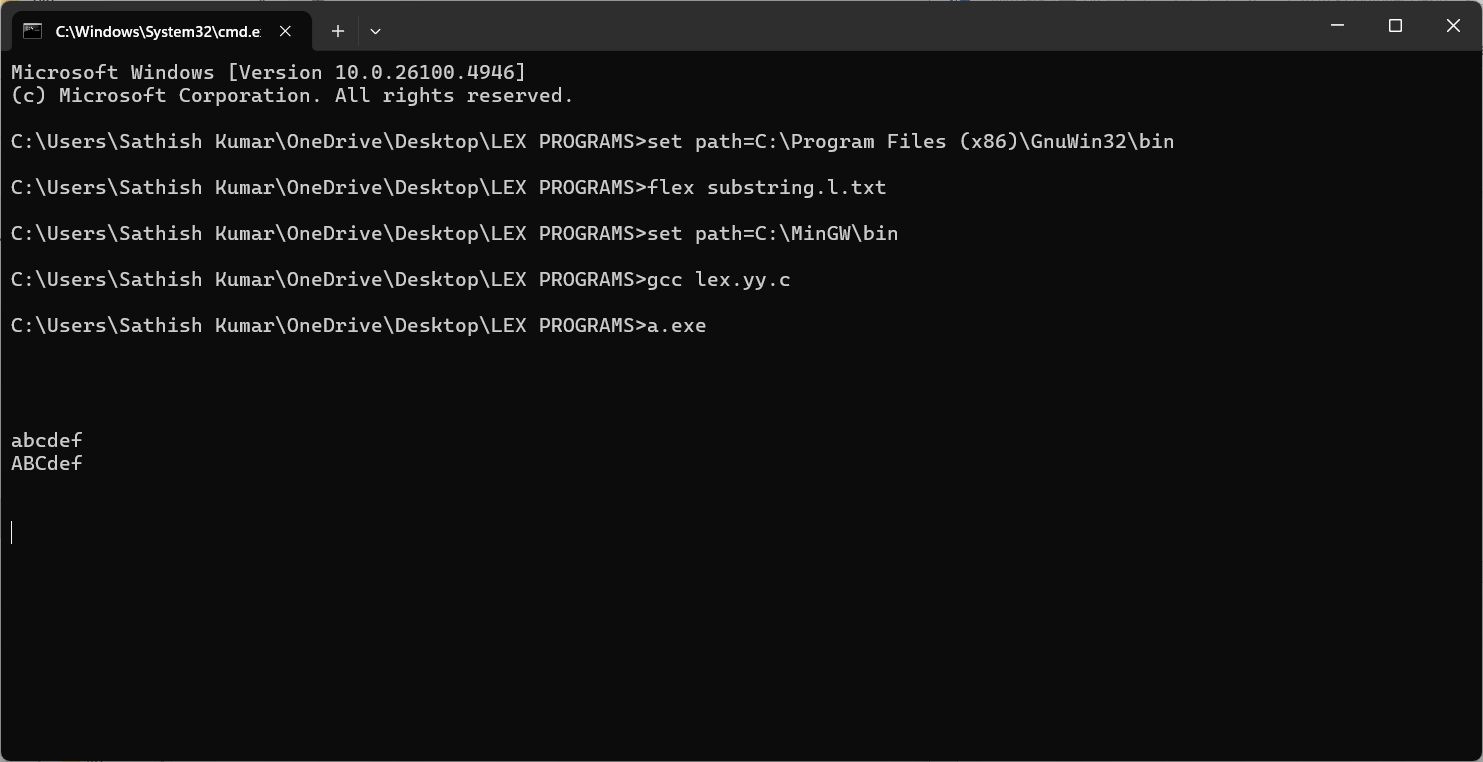 C:\Windows\System32\cmd.e
Microsoft Windows [Version 10.0.26100.4946]
(c) Microsoft Corporation. All rights reserved.
C:\Users\Sathish Kumar\OneDrive\Desktop\LEX PROGRAMS>set path=C:\Program Files (x86)\GnuWin32\bin
C:\Users\Sathish Kumar\OneDrive\Desktop\LEX PROGRAMS>flex substring.l.txt
C:\Users\Sathish Kumar\OneDrive\Desktop\LEX PROGRAMS>set path=C:\MinGW\bin
C:\Users\Sathish Kumar\OneDrive\Desktop\LEX PROGRAMS>gcc lex.yy.c
C:\Users\Sathish Kumar\OneDrive\Desktop\LEX PROGRAMS>a.exe
abcdef
ABCdef